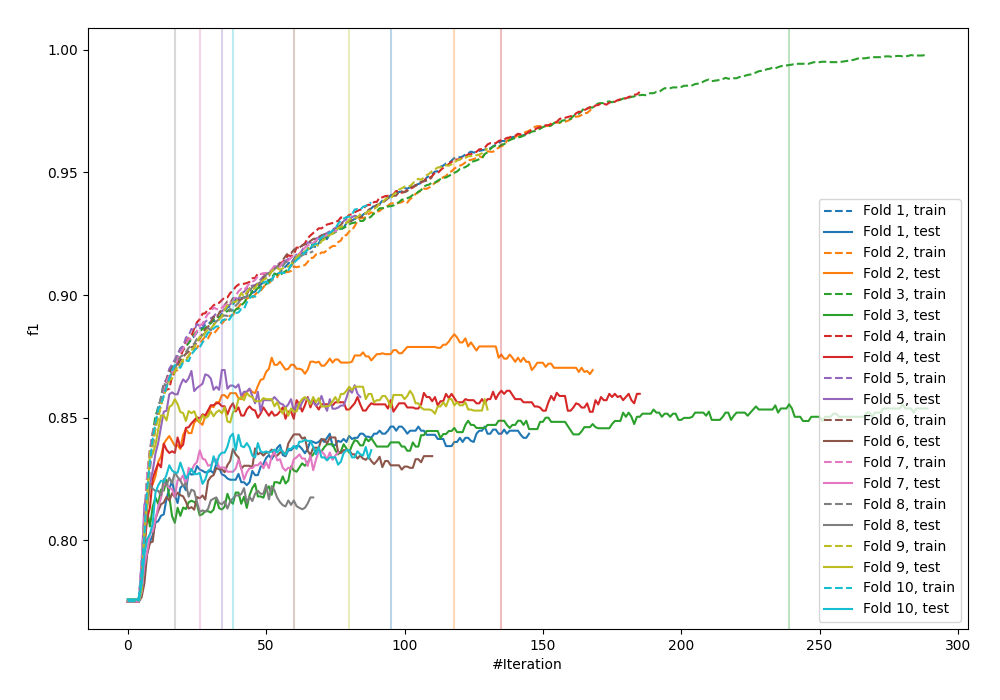 1.00
0.95
0.90
0.85
0.80
f1
0
50
100
150
200
250
300
#Iteration
Fold 1, train
Fold 1, test
Fold 2, train
Fold 2, test
Fold 3, train
Fold 3, test
Fold 4, train
Fold 4, test
Fold 5, train
Fold 5, test
Fold 6, train
Fold 6, test
Fold 7, train
Fold 7, test
Fold 8, train
Fold 8, test
Fold 9, train
Fold 9, test
Fold 10, train
Fold 10, test